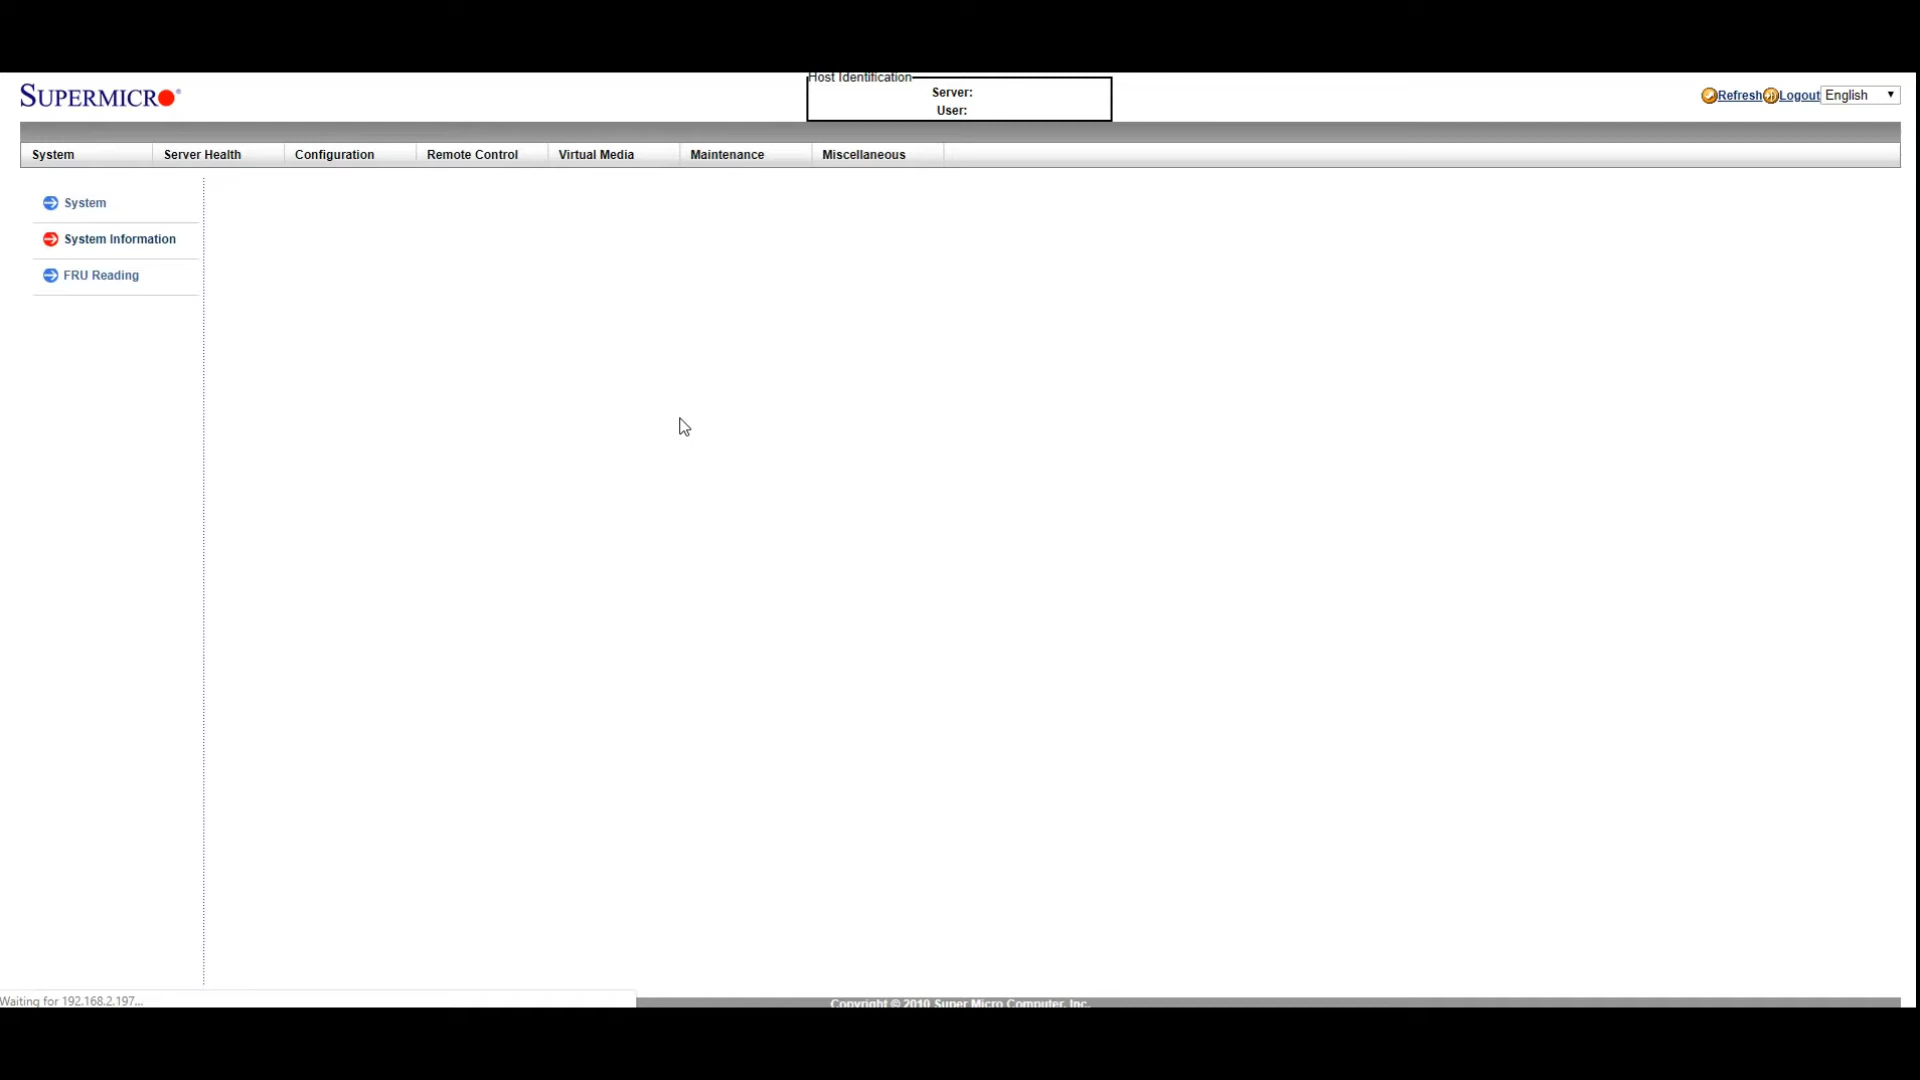 Host Identification
SUPERMICR
Server:
User:
Refresh Logout English
System Server Health Configuration Remote Control Virtual Media Maintenance Miscellaneous
System
System Information
FRU Reading
Waiting for 192.168.2.197...
Copyright © 2010 Super Micro Computer, Inc.